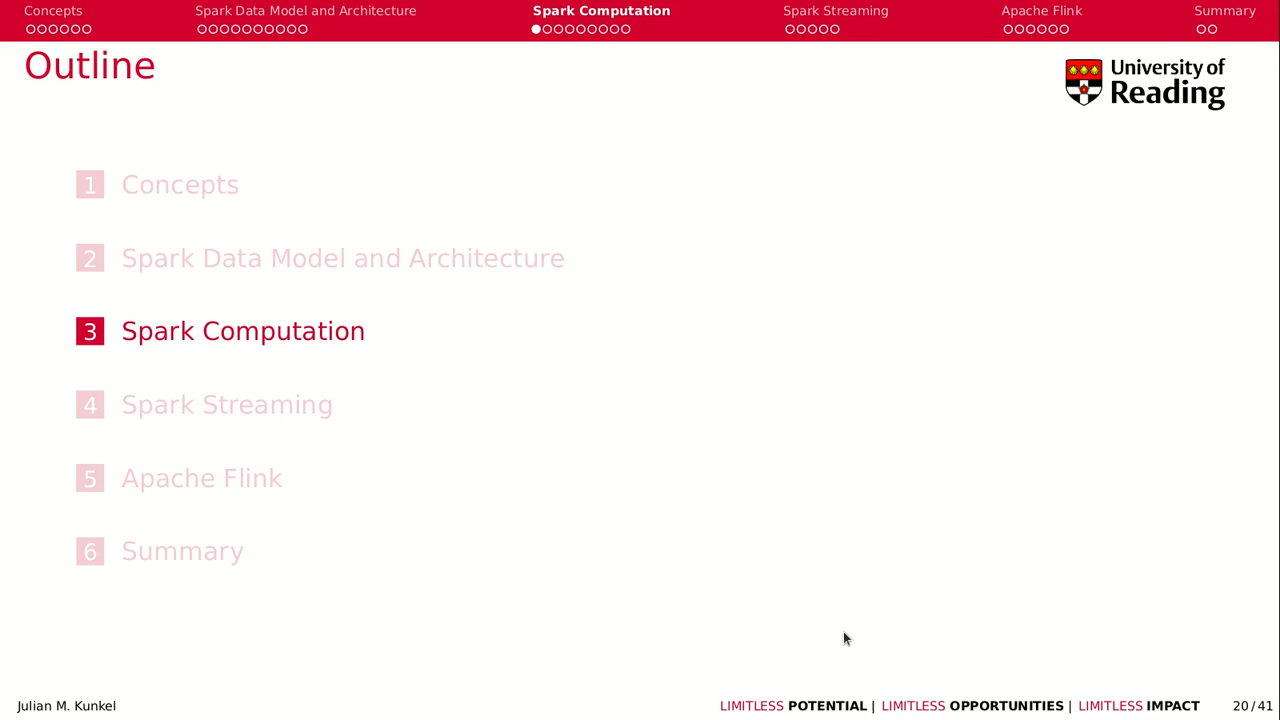 Concepts Spark Data Model and Architecture Spark Computation Spark Streaming Apache Flink Summary
Outline
University of
Reading
1 Concepts
2 Spark Data Model and Architecture
3 Spark Computation
4 Spark Streaming
5 Apache Flink
6 Summary
Julian M. Kunkel LIMITLESS POTENTIAL | LIMITLESS OPPORTUNITIES | LIMITLESS IMPACT 20/41